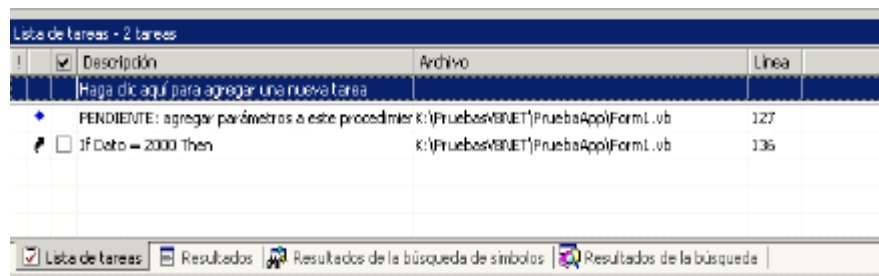 Lista de tareas - 2 tareas
! Descripción Archivo Línea
Haga clic aquí para agregar una nueva tarea
PENDIENTE: agregar parámetros a este procedimier K:\PruebasVBNET\PruebaApp\Form1.vb 127
If Dato = 2000 Then K:\PruebasVBNET\PruebaApp\Form1.vb 136
Lista de tareas Resultados Resultados de la búsqueda de símbolos Resultados de la búsqueda